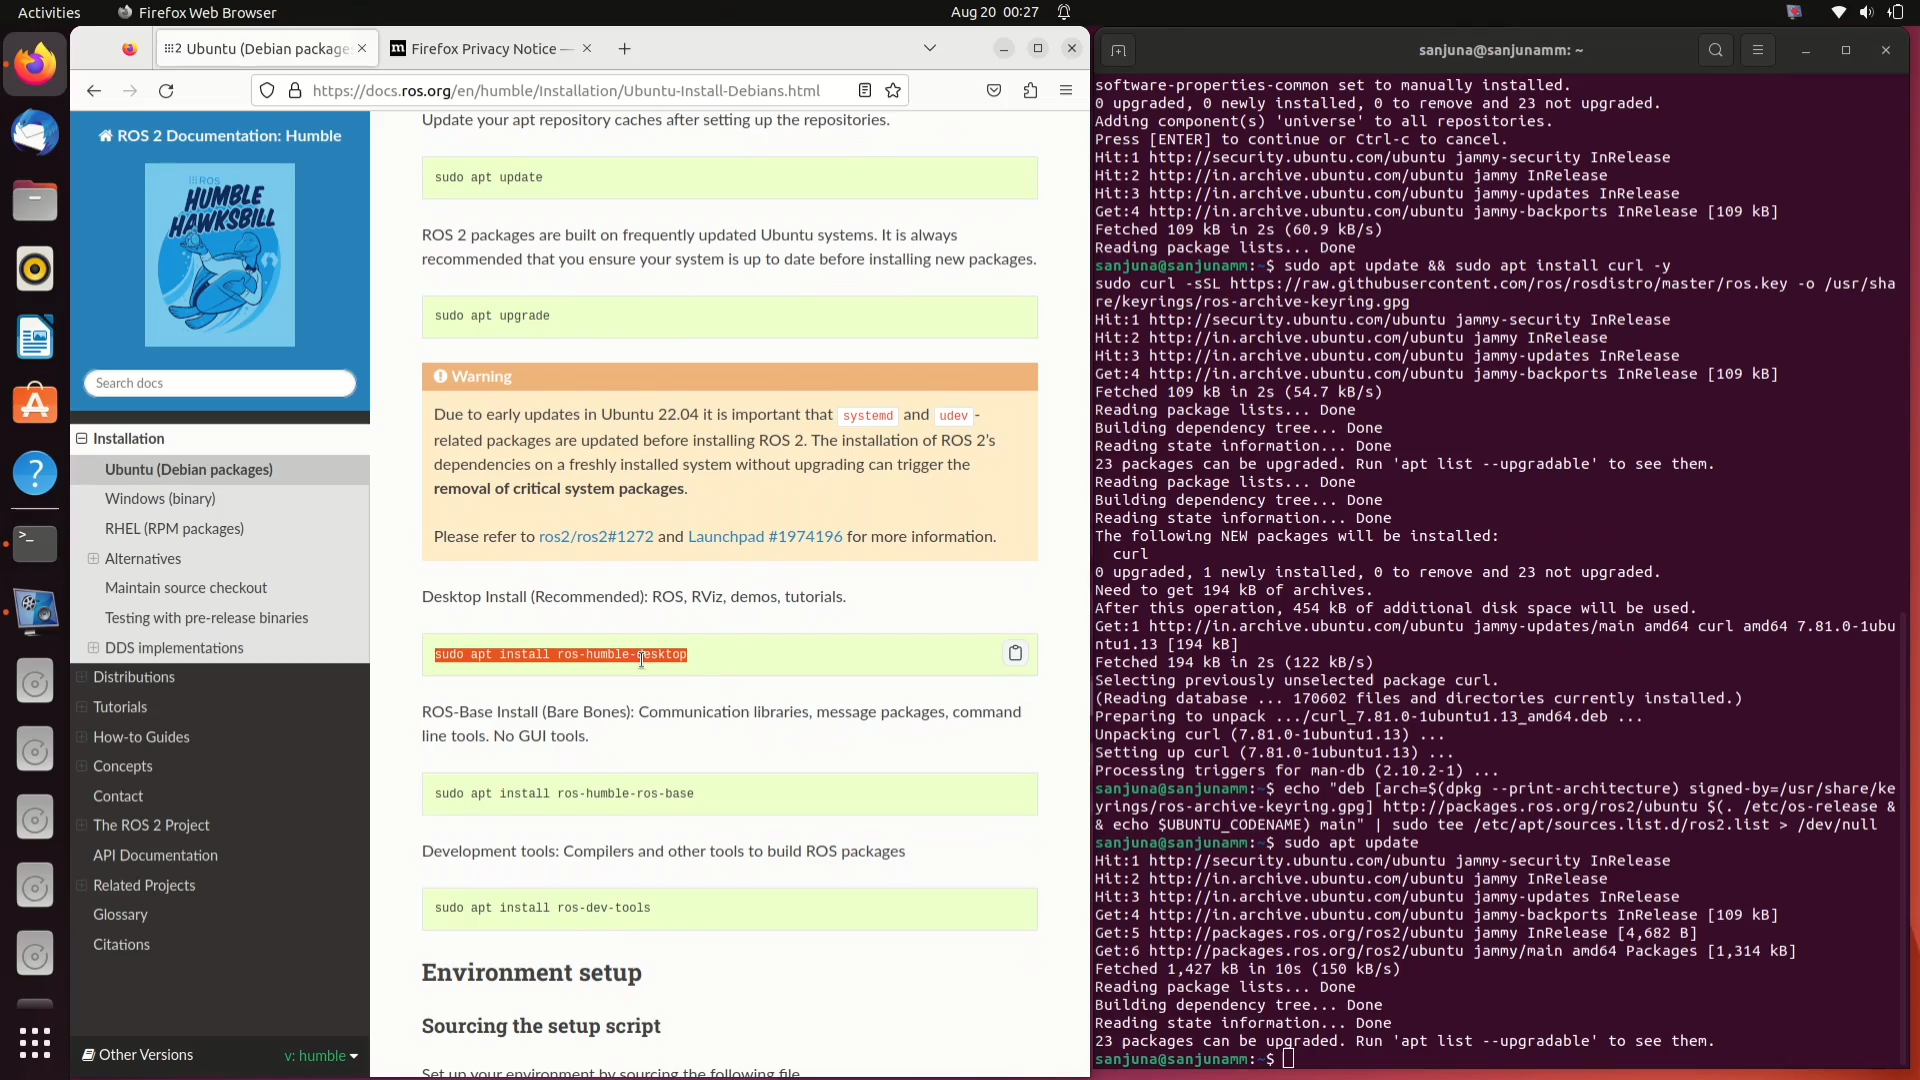 Activities
Firefox Web Browser
Aug 20 00:27
Ubuntu (Debian package
Firefox Privacy Notice —
https://docs.ros.org/en/humble/Installation/Ubuntu-Install-Debians.html
ROS 2 Documentation: Humble
ROS
HUMBLE
HAWKSBILL
Search docs
Installation
Ubuntu (Debian packages)
Windows (binary)
RHEL (RPM packages)
Alternatives
Maintain source checkout
Testing with pre-release binaries
DDS implementations
Distributions
Tutorials
How-to Guides
Concepts
Contact
The ROS 2 Project
API Documentation
Related Projects
Glossary
Citations
Other Versions
v: humble
Update your apt repository caches after setting up the repositories.
sudo apt update
ROS 2 packages are built on frequently updated Ubuntu systems. It is always
recommended that you ensure your system is up to date before installing new packages.
sudo apt upgrade
Warning
Due to early updates in Ubuntu 22.04 it is important that systemd and udev-
related packages are updated before installing ROS 2. The installation of ROS 2's
dependencies on a freshly installed system without upgrading can trigger the
removal of critical system packages.
Please refer to ros2/ros2#1272 and Launchpad #1974196 for more information.
Desktop Install (Recommended): ROS, RViz, demos, tutorials.
sudo apt install ros-humble-desktop
ROS-Base Install (Bare Bones): Communication libraries, message packages, command
line tools. No GUI tools.
sudo apt install ros-humble-ros-base
Development tools: Compilers and other tools to build ROS packages
sudo apt install ros-dev-tools
Environment setup
Sourcing the setup script
Set up your environment by sourcing the following file.
sanjuna@sanjunamm: ~
software-properties-common set to manually installed.
0 upgraded, 0 newly installed, 0 to remove and 23 not upgraded.
Adding component(s) 'universe' to all repositories.
Press [ENTER] to continue or Ctrl-c to cancel.
Hit:1 http://security.ubuntu.com/ubuntu jammy-security InRelease
Hit:2 http://in.archive.ubuntu.com/ubuntu jammy InRelease
Hit:3 http://in.archive.ubuntu.com/ubuntu jammy-updates InRelease
Get:4 http://in.archive.ubuntu.com/ubuntu jammy-backports InRelease [109 kB]
Fetched 109 kB in 2s (60.9 kB/s)
Reading package lists... Done
sanjuna@sanjunamm:~$ sudo apt update && sudo apt install curl -y
sudo curl -sSL https://raw.githubusercontent.com/ros/rosdistro/master/ros.key -o /usr/sha
re/keyrings/ros-archive-keyring.gpg
Hit:1 http://security.ubuntu.com/ubuntu jammy-security InRelease
Hit:2 http://in.archive.ubuntu.com/ubuntu jammy InRelease
Hit:3 http://in.archive.ubuntu.com/ubuntu jammy-updates InRelease
Get:4 http://in.archive.ubuntu.com/ubuntu jammy-backports InRelease [109 kB]
Fetched 109 kB in 2s (54.7 kB/s)
Reading package lists... Done
Building dependency tree... Done
Reading state information... Done
23 packages can be upgraded. Run 'apt list --upgradable' to see them.
Reading package lists... Done
Building dependency tree... Done
Reading state information... Done
The following NEW packages will be installed:
curl
0 upgraded, 1 newly installed, 0 to remove and 23 not upgraded.
Need to get 194 kB of archives.
After this operation, 454 kB of additional disk space will be used.
Get:1 http://in.archive.ubuntu.com/ubuntu jammy-updates/main amd64 curl amd64 7.81.0-1ubu
ntu1.13 [194 kB]
Fetched 194 kB in 2s (122 kB/s)
Selecting previously unselected package curl.
(Reading database ... 170602 files and directories currently installed.)
Preparing to unpack .../curl_7.81.0-1ubuntu1.13_amd64.deb ...
Unpacking curl (7.81.0-1ubuntu1.13) ...
Setting up curl (7.81.0-1ubuntu1.13) ...
Processing triggers for man-db (2.10.2-1) ...
sanjuna@sanjunamm:~$ echo "deb [arch=$(dpkg --print-architecture) signed-by=/usr/share/ke
yrings/ros-archive-keyring.gpg] http://packages.ros.org/ros2/ubuntu $(. /etc/os-release &
& echo $UBUNTU_CODENAME) main" | sudo tee /etc/apt/sources.list.d/ros2.list > /dev/null
sanjuna@sanjunamm:~$ sudo apt update
Hit:1 http://security.ubuntu.com/ubuntu jammy-security InRelease
Hit:2 http://in.archive.ubuntu.com/ubuntu jammy InRelease
Hit:3 http://in.archive.ubuntu.com/ubuntu jammy-updates InRelease
Get:4 http://in.archive.ubuntu.com/ubuntu jammy-backports InRelease [109 kB]
Get:5 http://packages.ros.org/ros2/ubuntu jammy InRelease [4,682 B]
Get:6 http://packages.ros.org/ros2/ubuntu jammy/main amd64 Packages [1,314 kB]
Fetched 1,427 kB in 10s (150 kB/s)
Reading package lists... Done
Building dependency tree... Done
Reading state information... Done
23 packages can be upgraded. Run 'apt list --upgradable' to see them.
sanjuna@sanjunamm:~$